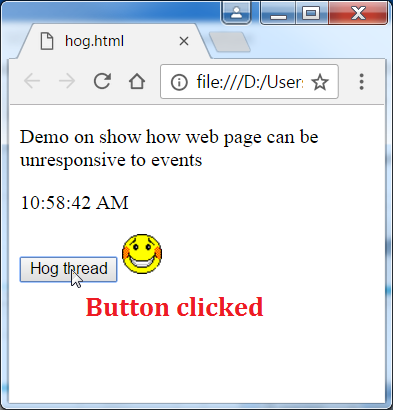 hog.html
file:///D:/Users
Demo on show how web page can be
unresponsive to events
10:58:42 AM
Hog thread
Button clicked